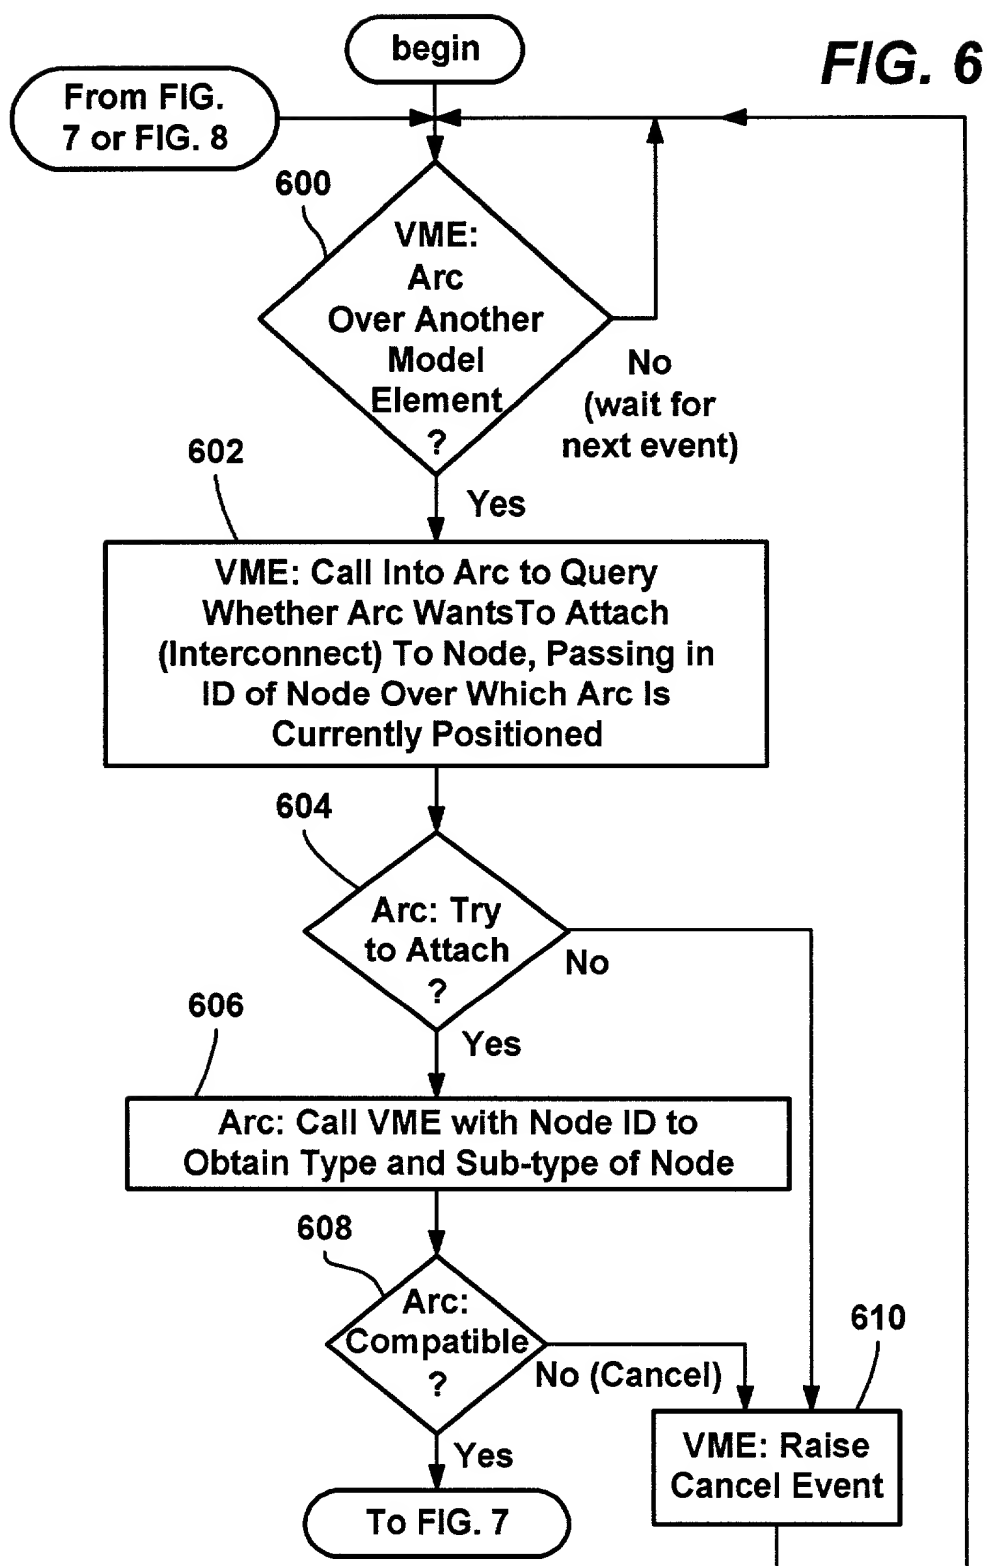 begin
FIG. 6
From FIG.
7 or FIG. 8
600
VME:
Arc
Over Another
Model
Element
?
No
(wait for
next event)
602
Yes
VME: Call Into Arc to Query
Whether Arc WantsTo Attach
(Interconnect) To Node, Passing in
ID of Node Over Which Arc Is
Currently Positioned
604
Arc: Try
to Attach
?
No
606
Yes
Arc: Call VME with Node ID to
Obtain Type and Sub-type of Node
608
Arc:
Compatible
?
No (Cancel)
610
Yes
VME: Raise
Cancel Event
To FIG. 7